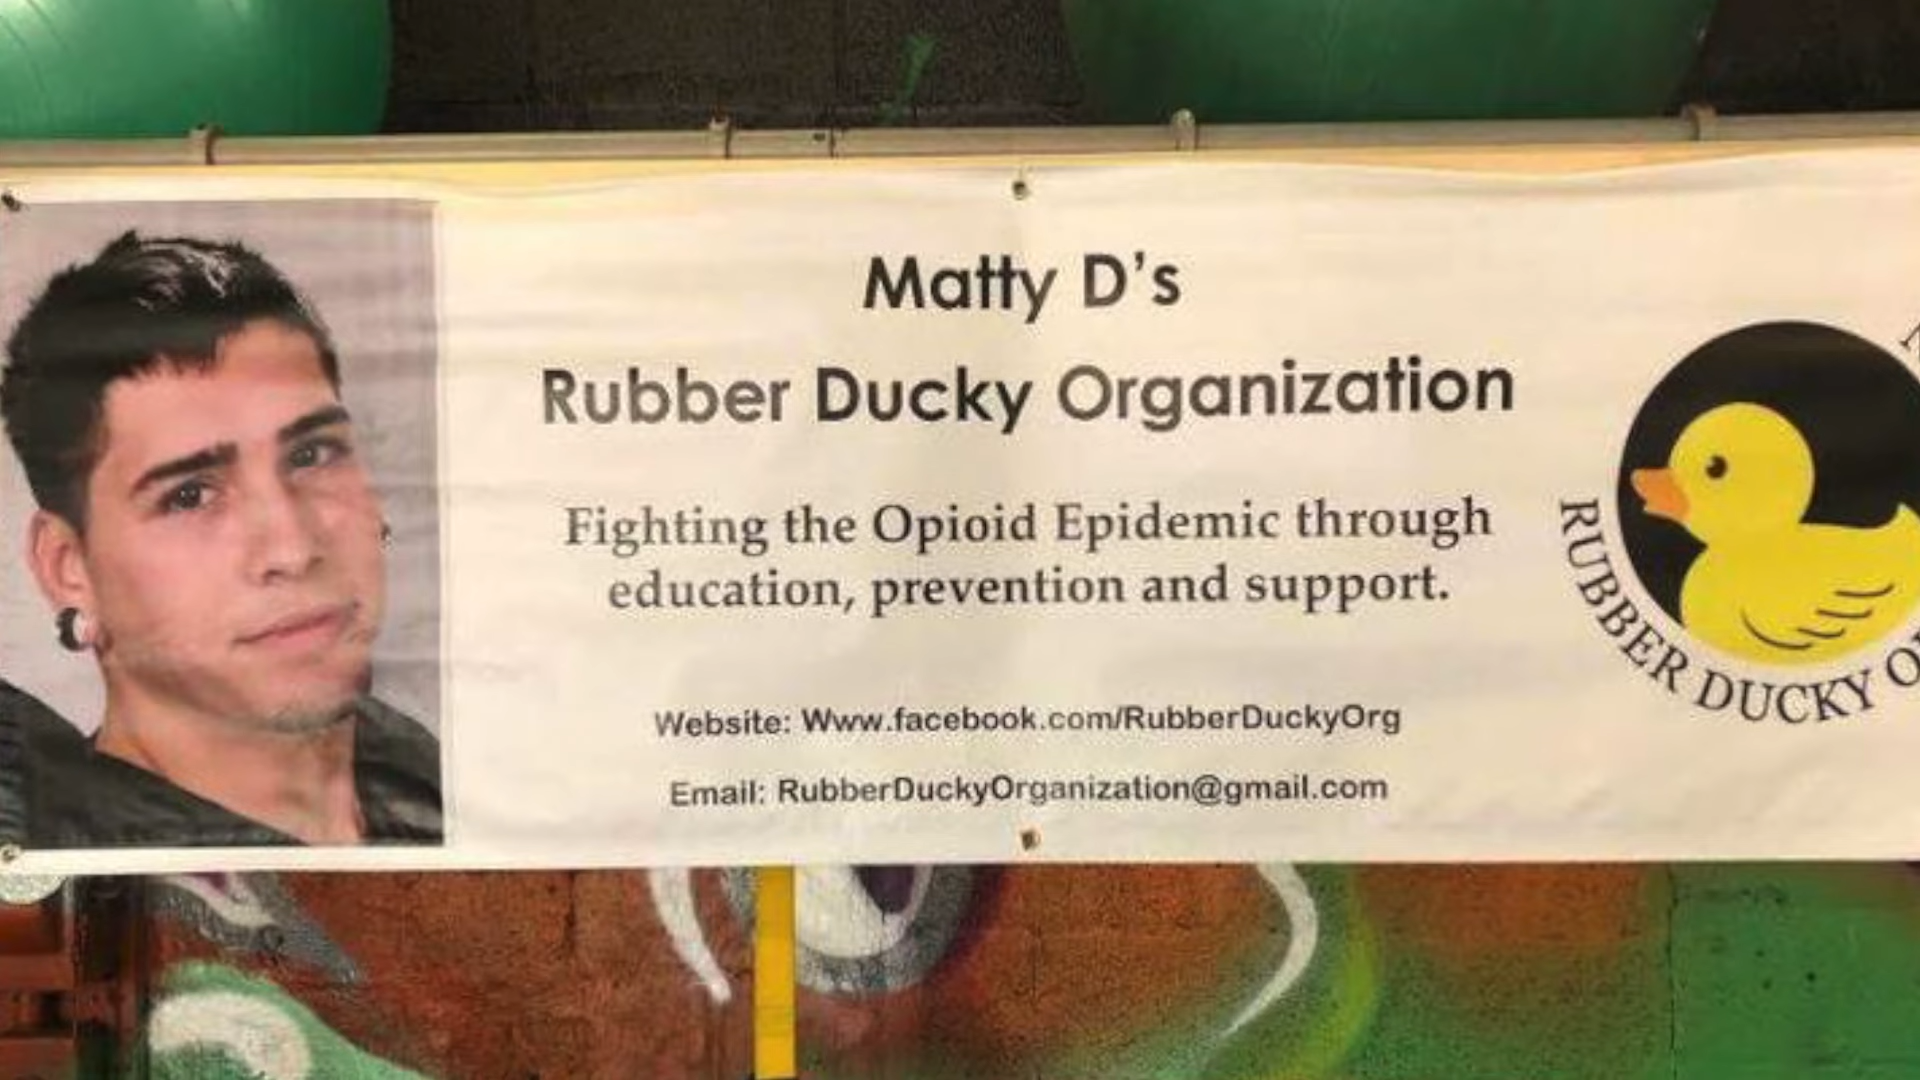 Matty D's
Rubber Ducky Organization
Fighting the Opioid Epidemic through
education, prevention and support.
Website: Www.facebook.com/RubberDuckyOrg
Email: RubberDuckyOrganization@gmail.com
RUBBER DUCKY